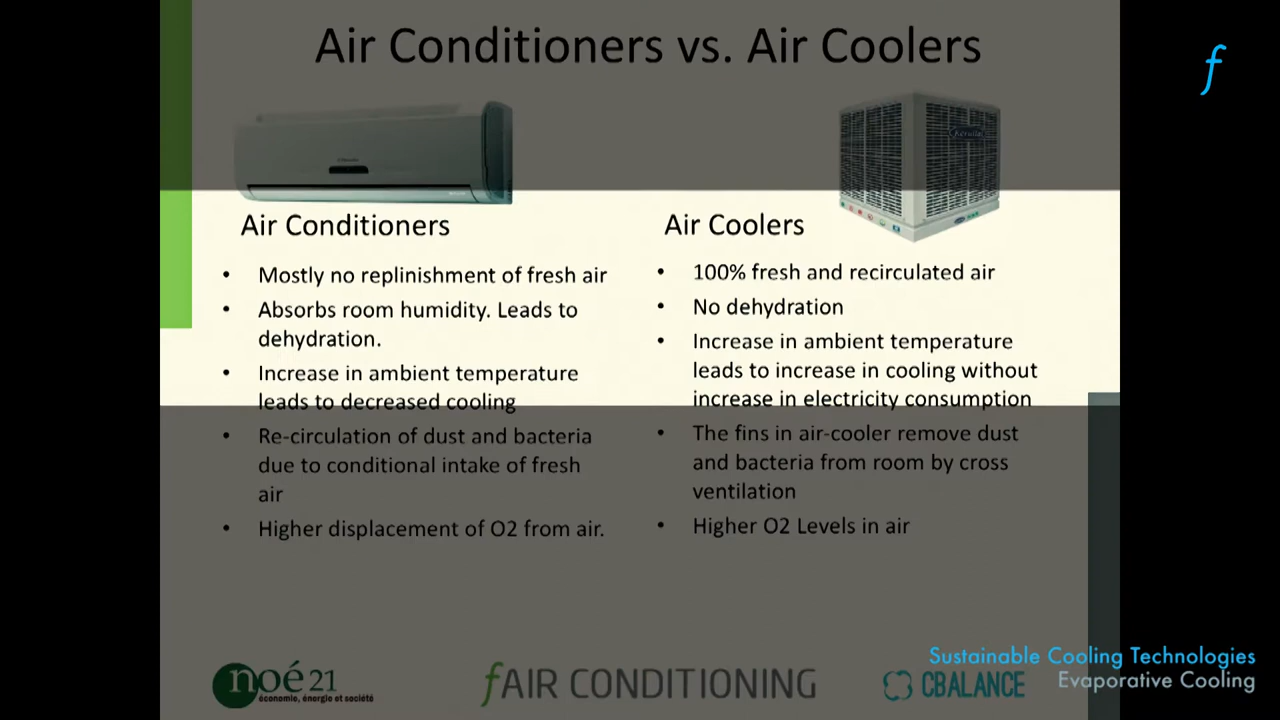 Air Conditioners vs. Air Coolers
f
Air Conditioners
• Mostly no replinishment of fresh air
• Absorbs room humidity. Leads to
dehydration.
• Increase in ambient temperature
leads to decreased cooling
• Re-circulation of dust and bacteria
due to conditional intake of fresh
air
• Higher displacement of O2 from air.
Air Coolers
• 100% fresh and recirculated air
• No dehydration
• Increase in ambient temperature
leads to increase in cooling without
increase in electricity consumption
• The fins in air-cooler remove dust
and bacteria from room by cross
ventilation
• Higher O2 Levels in air
noé21
économie, énergie et société
fAIR CONDITIONING
CBALANCE
Sustainable Cooling Technologies
Evaporative Cooling